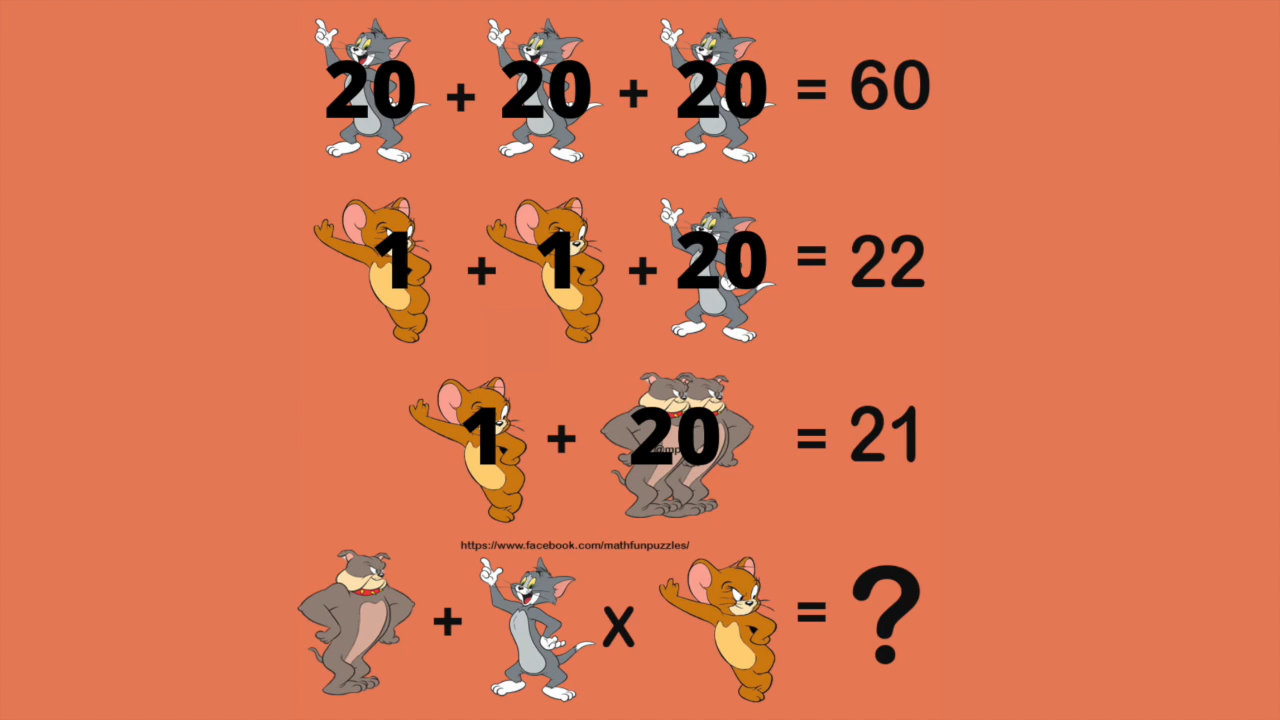 20 + 20 + 20 = 60
1 + 1 + 20 = 22
1 + 20 = 21
https://www.facebook.com/mathfunpuzzles/
+ x = ?